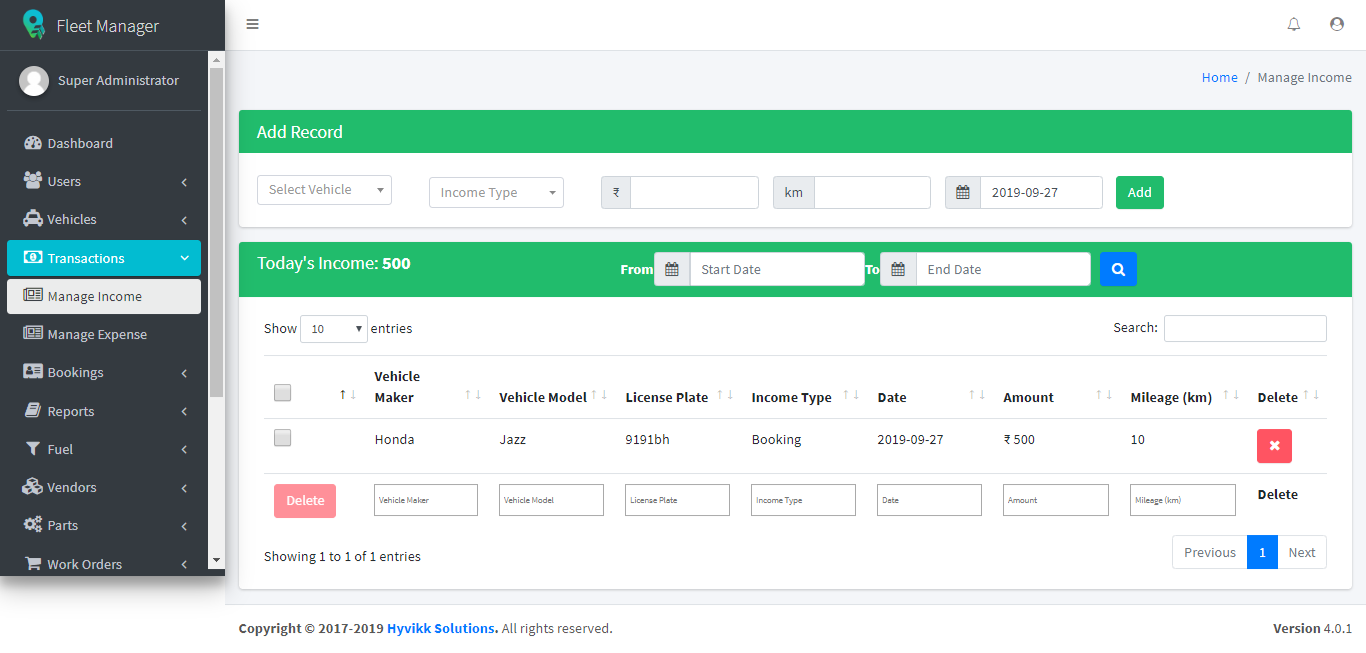 Fleet Manager
Super Administrator
Home / Manage Income
Dashboard
Users
Vehicles
Transactions
Manage Income
Manage Expense
Bookings
Reports
Fuel
Vendors
Parts
Work Orders
Add Record
Select Vehicle Income Type ₹ km 2019-09-27 Add
Today's Income: 500 From Start Date To End Date
Show 10 entries Search:
Vehicle Maker Vehicle Model License Plate Income Type Date Amount Mileage (km) Delete
Honda Jazz 9191bh Booking 2019-09-27 ₹ 500 10
Delete Vehicle Maker Vehicle Model License Plate Income Type Date Amount Mileage (km) Delete
Showing 1 to 1 of 1 entries Previous 1 Next
Copyright © 2017-2019 Hyvikk Solutions. All rights reserved. Version 4.0.1